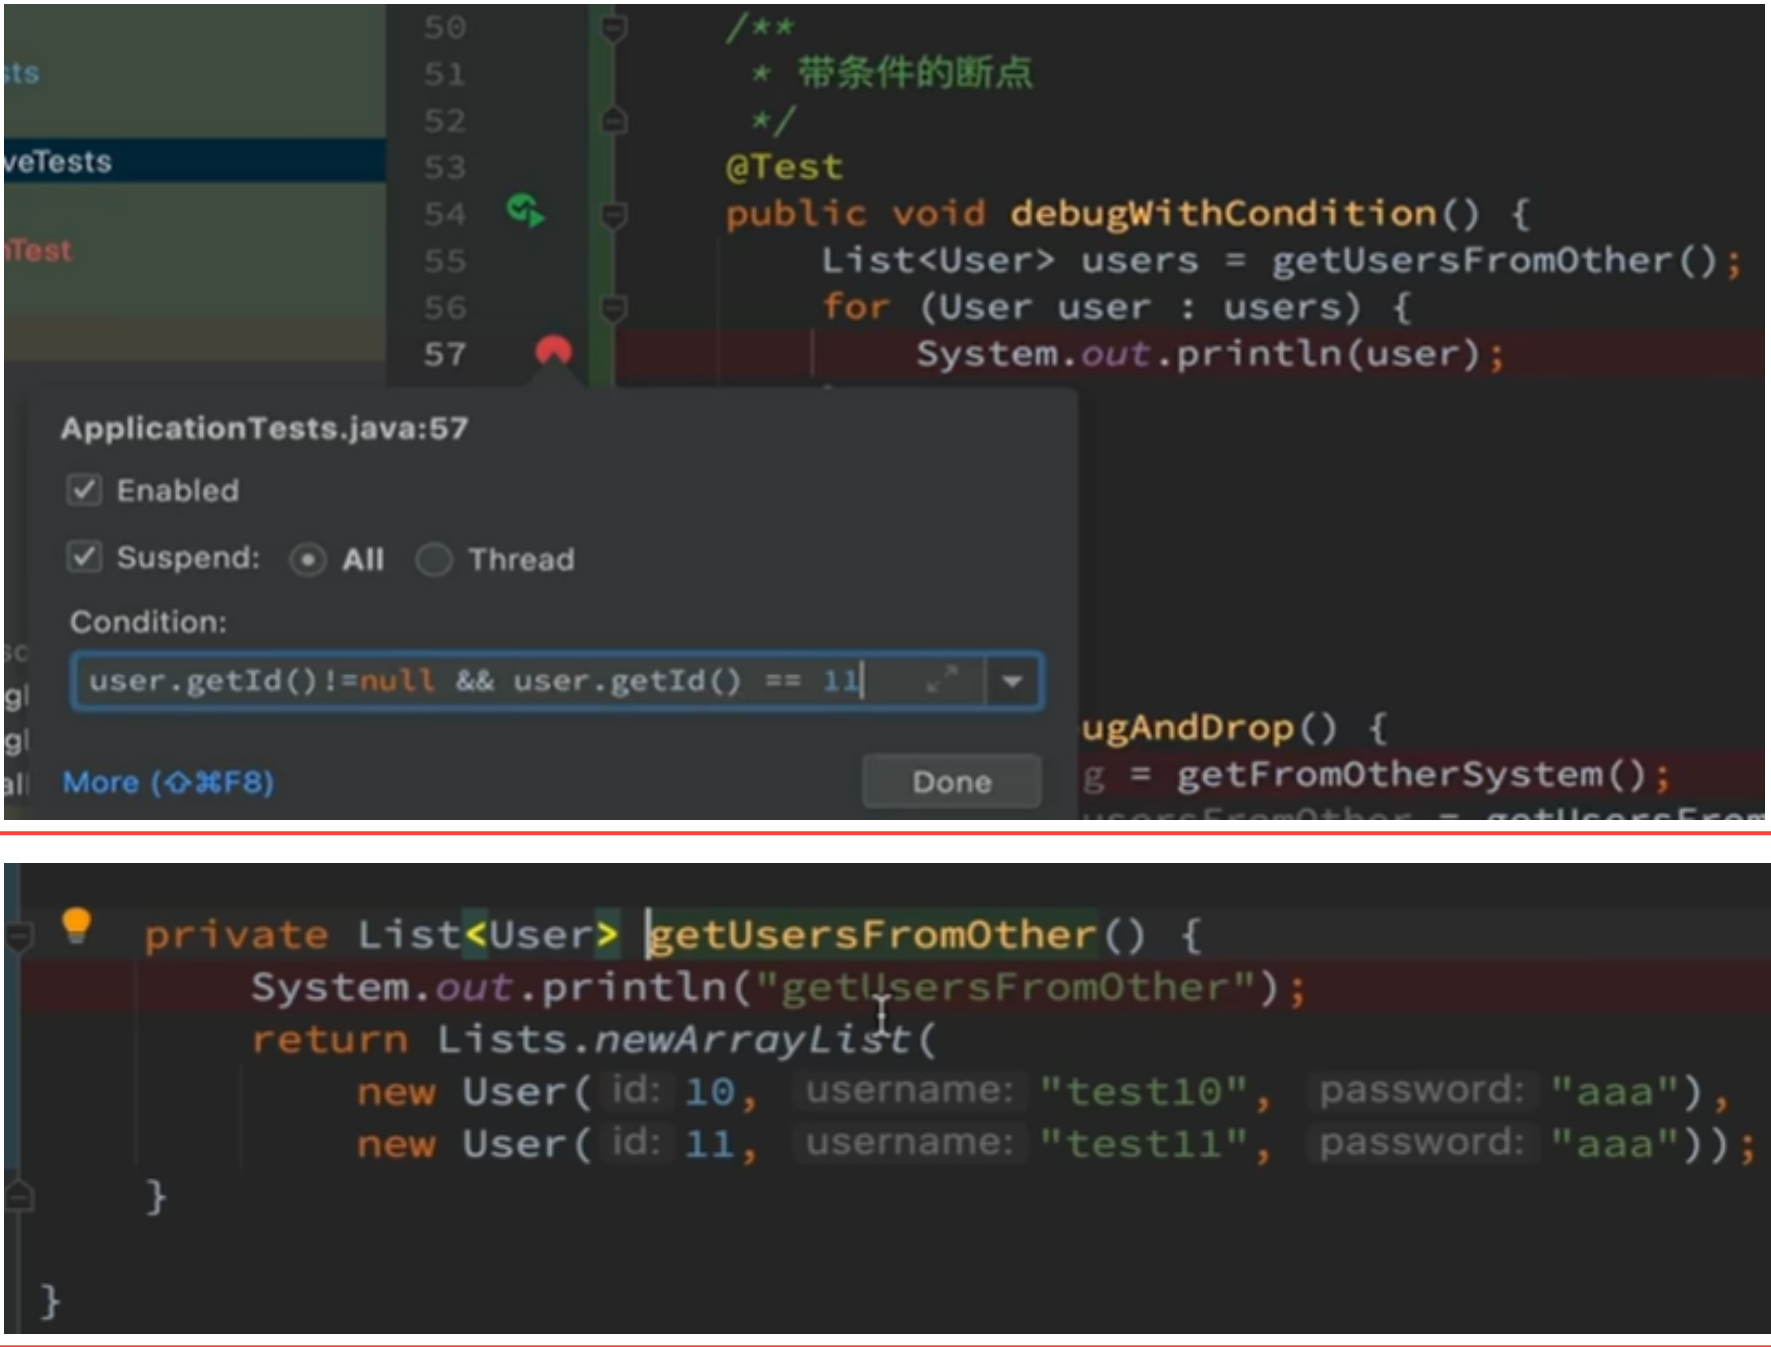 50 /**
sts
51 * 带条件的断点
52 */
veTests
53 @Test
54 public void debugWithCondition() {
nTest
55 List<User> users = getUsersFromOther();
56 for (User user : users) {
57 System.out.println(user);
ApplicationTests.java:57
Enabled
Suspend: All Thread
Condition:
user.getId()!=null && user.getId() == 11
ugAndDrop() {
More (⇧⌘F8) Done
g = getFromOtherSystem();
usersFromOther = getUsersFrom
private List<User> getUsersFromOther() {
System.out.println("getUsersFromOther");
return Lists.newArrayList(
new User( id: 10, username: "test10", password: "aaa"),
new User( id: 11, username: "test11", password: "aaa"));
}
}